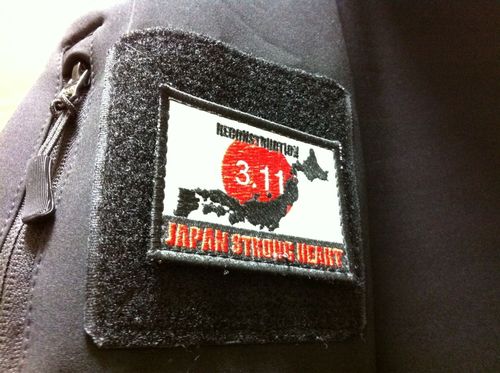 RECONSTRUCTION
3.11
JAPAN STRONG HEART